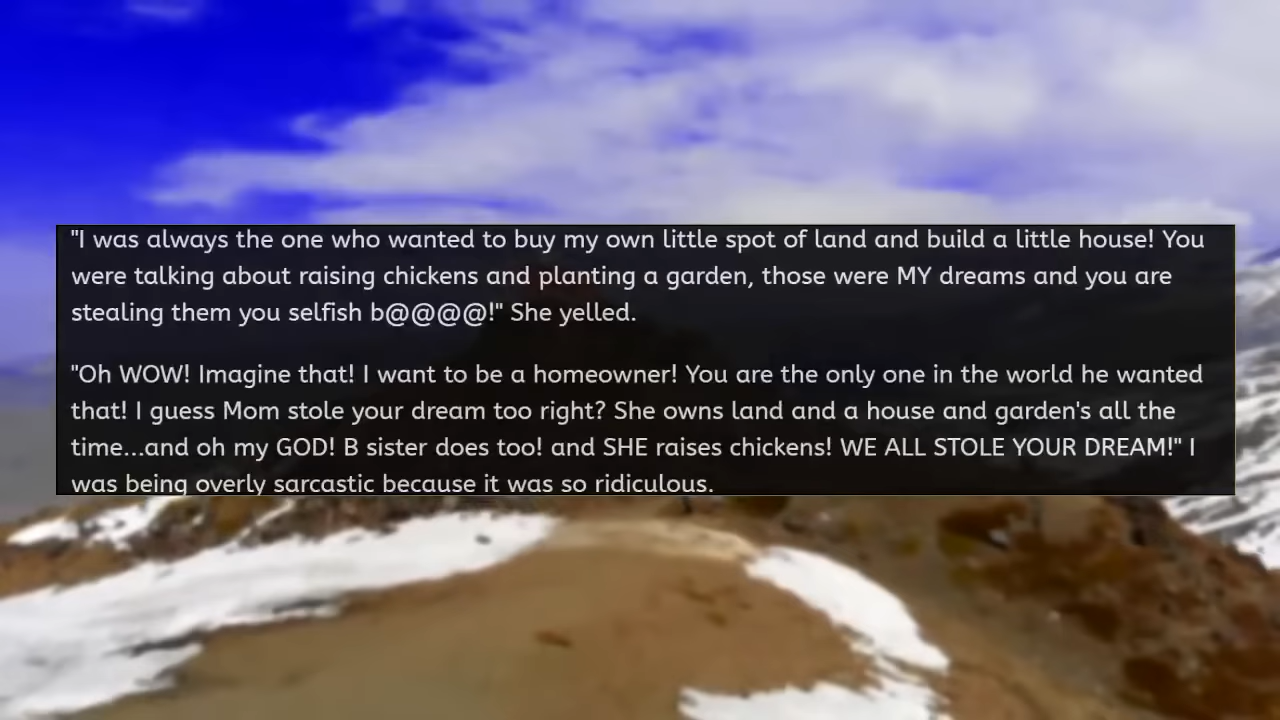 "I was always the one who wanted to buy my own little spot of land and build a little house! You
were talking about raising chickens and planting a garden, those were MY dreams and you are
stealing them you selfish b@@@@!" She yelled.
"Oh WOW! Imagine that! I want to be a homeowner! You are the only one in the world he wanted
that! I guess Mom stole your dream too right? She owns land and a house and garden's all the
time...and oh my GOD! B sister does too! and SHE raises chickens! WE ALL STOLE YOUR DREAM!" I
was being overly sarcastic because it was so ridiculous.